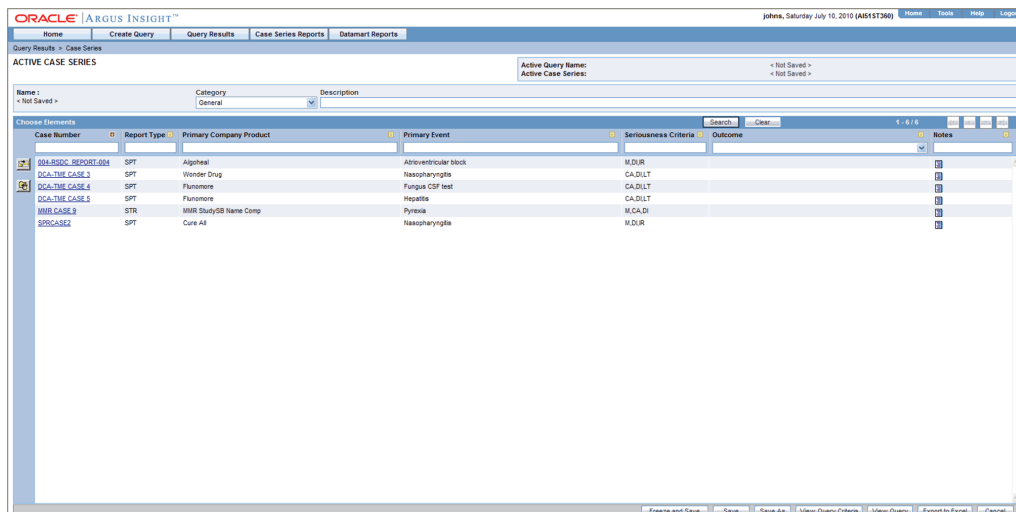 ORACLE | ARGUS INSIGHT™ johns, Saturday July 10, 2010 (AI51ST360) Home Tools Help Logo
Home Create Query Query Results Case Series Reports Datamart Reports
Query Results > Case Series
ACTIVE CASE SERIES
Active Query Name: < Not Saved >
Active Case Series: < Not Saved >
Name : Category Description
< Not Saved > General
Choose Elements Search Clear 1 - 6 / 6
Case Number Report Type Primary Company Product Primary Event Seriousness Criteria Outcome Notes
004-RSDC REPORT-004 SPT Algoheal Atrioventricular block M,DI,R
DCA-TME CASE 3 SPT Wonder Drug Nasopharyngitis CA,DI,LT
DCA-TME CASE 4 SPT Flunomore Fungus CSF test CA,DI,LT
DCA-TME CASE 5 SPT Flunomore Hepatitis CA,DI,LT
MMR CASE 9 STR MMR StudySB Name Comp Pyrexia M,CA,DI
SPRCASE2 SPT Cure All Nasopharyngitis M,DI,R
Freeze and Save Save Save As View Query Criteria View Query Export to Excel Cancel